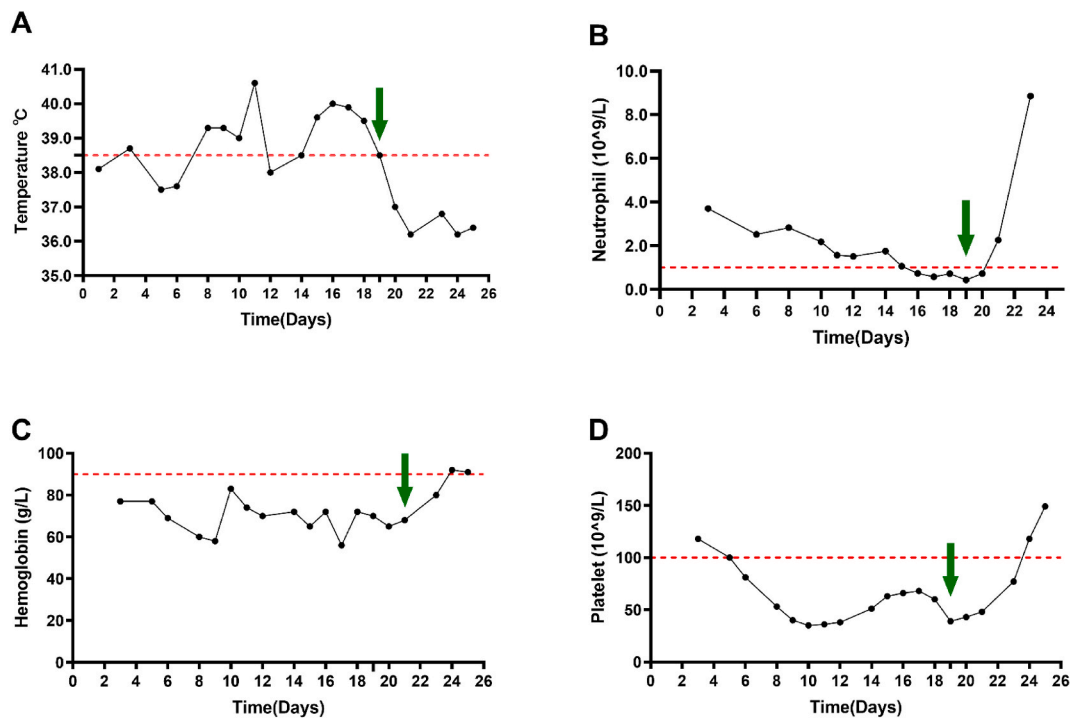 A
Temperature °C
41.0
40.0
39.0
38.0
37.0
36.0
35.0
0 2 4 6 8 10 12 14 16 18 20 22 24 26
Time(Days)
B
Neutrophil (10^9/L)
10.0
8.0
6.0
4.0
2.0
0.0
0 2 4 6 8 10 12 14 16 18 19 20 22 24
Time(Days)
C
Hemoglobin (g/L)
100
80
60
40
20
0
0 2 4 6 8 10 12 14 16 18 19 20 22 24 26
Time(Days)
D
Platelet (10^9/L)
200
150
100
50
0
0 2 4 6 8 10 12 14 16 18 19 20 22 24 26
Time(Days)